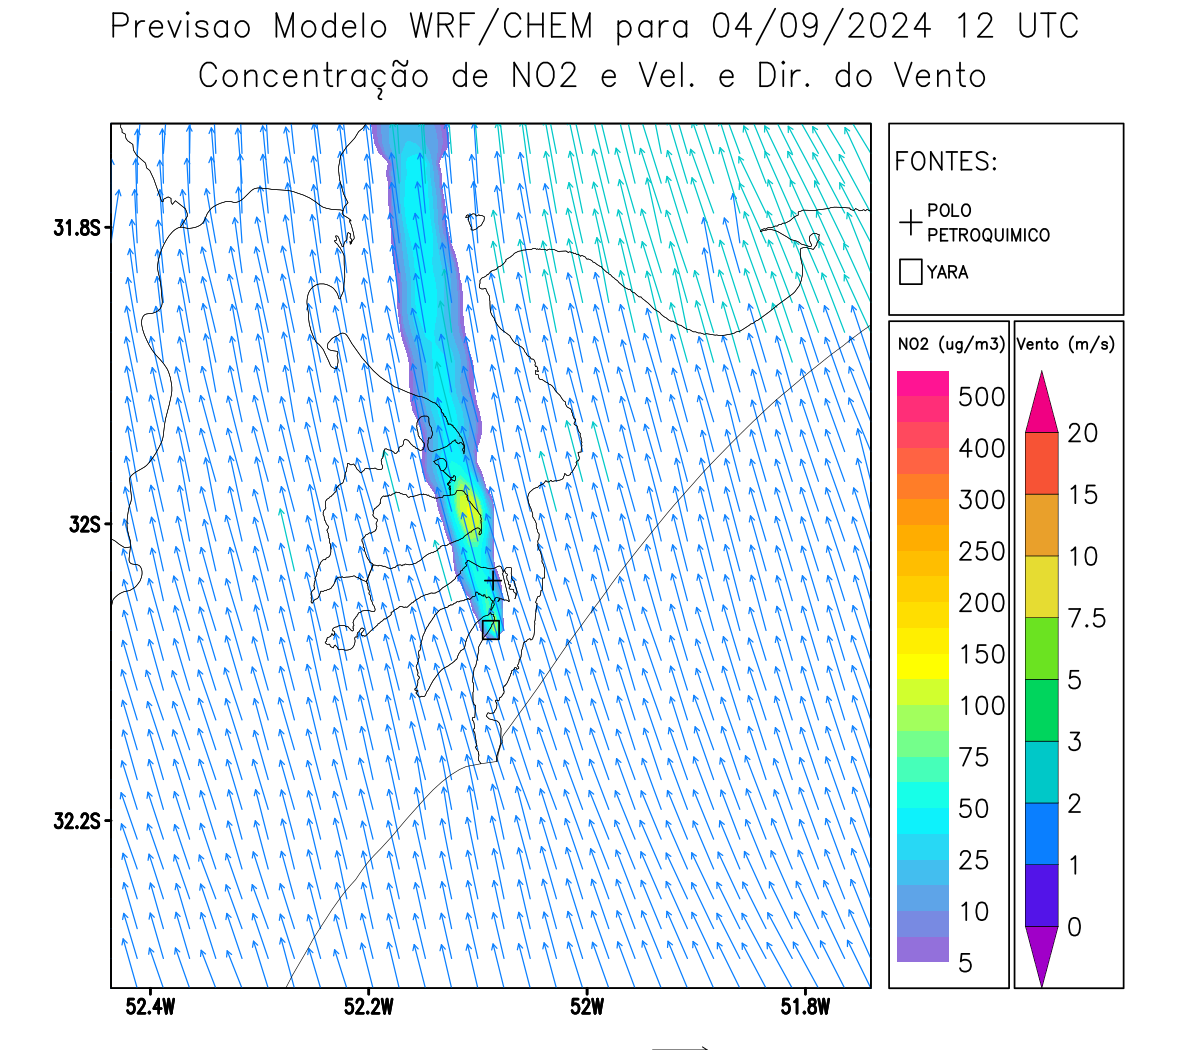 Previsao Modelo WRF/CHEM para 04/09/2024 12 UTC
Concentração de NO2 e Vel. e Dir. do Vento
FONTES:
POLO
PETROQUIMICO
YARA
NO2 (ug/m3)
500
400
300
250
200
150
100
75
50
25
10
5
Vento (m/s)
20
15
10
7.5
5
3
2
1
0
31.8S
32S
32.2S
52.4W
52.2W
52W
51.8W